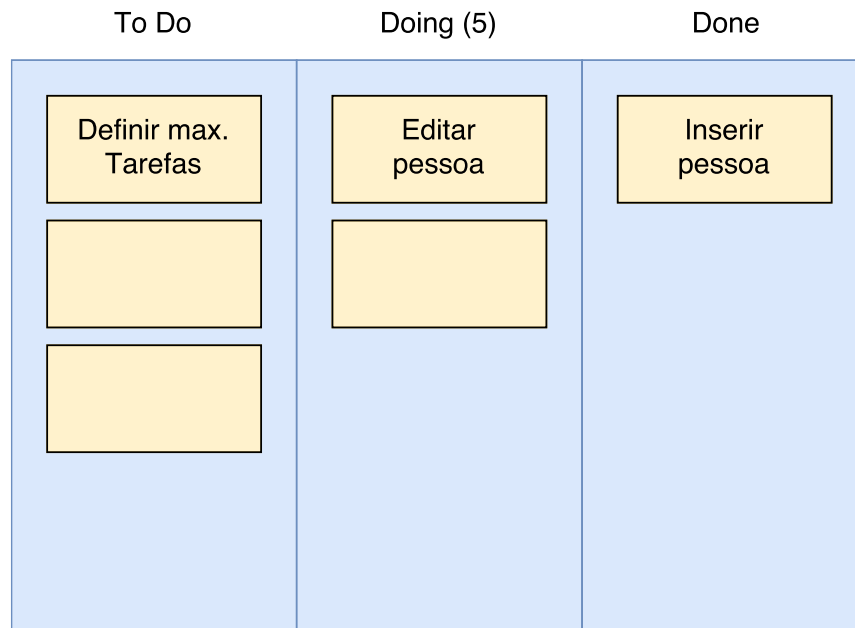 To Do
Doing (5)
Done
Definir max.
Tarefas
Editar
pessoa
Inserir
pessoa